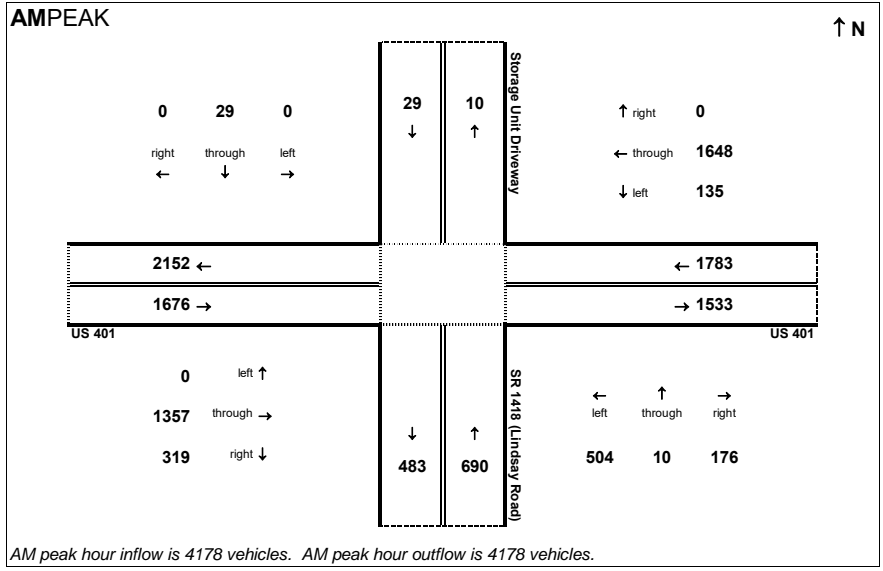 AMPEAK
↑ N
Storage Unit Driveway
29 10
↓ ↑
0 29 0
right through left
← ↓ →
↑ right 0
← through 1648
↓ left 135
2152 ←
← 1783
1676 →
→ 1533
US 401
US 401
0 left ↑
1357 through →
319 right ↓
SR 1418 (Lindsay Road)
↓ ↑
483 690
← ↑ →
left through right
504 10 176
AM peak hour inflow is 4178 vehicles. AM peak hour outflow is 4178 vehicles.